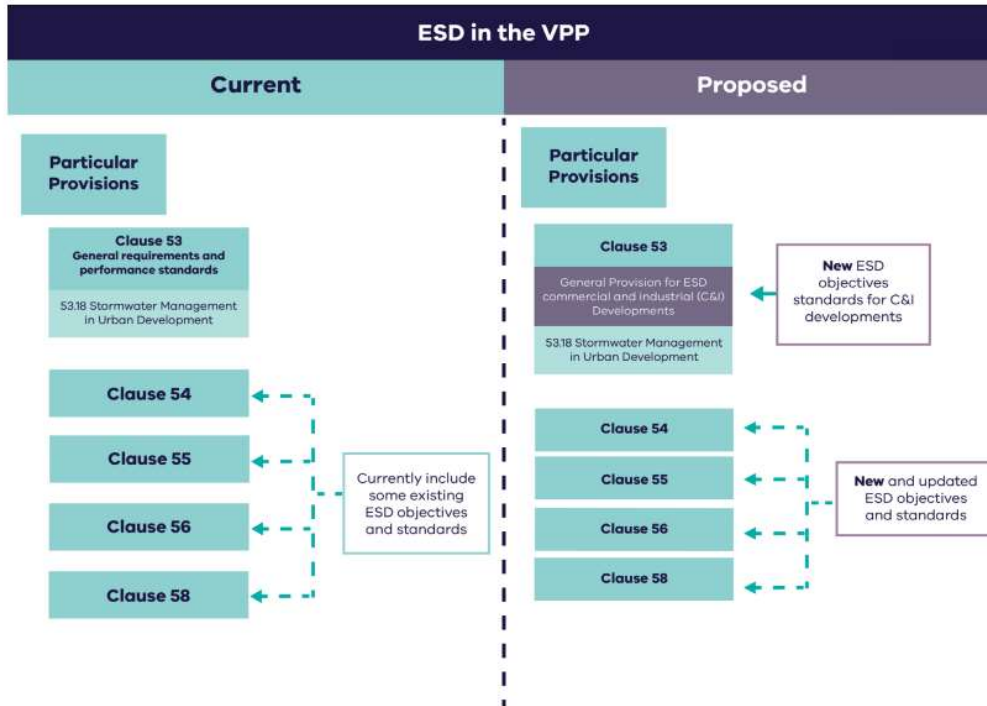 ESD in the VPP
Current
Particular
Provisions
Clause 53
General requirements and
performance standards
53.18 Stormwater Management
in Urban Development
Clause 54
Clause 55
Clause 56
Clause 58
Currently include
some existing
ESD objectives
and standards
Proposed
Particular
Provisions
Clause 53
General Provision for ESD
commercial and industrial (C&I)
Developments
53.18 Stormwater Management
in Urban Development
New ESD
objectives
standards for C&I
developments
Clause 54
Clause 55
Clause 56
Clause 58
New and updated
ESD objectives
and standards